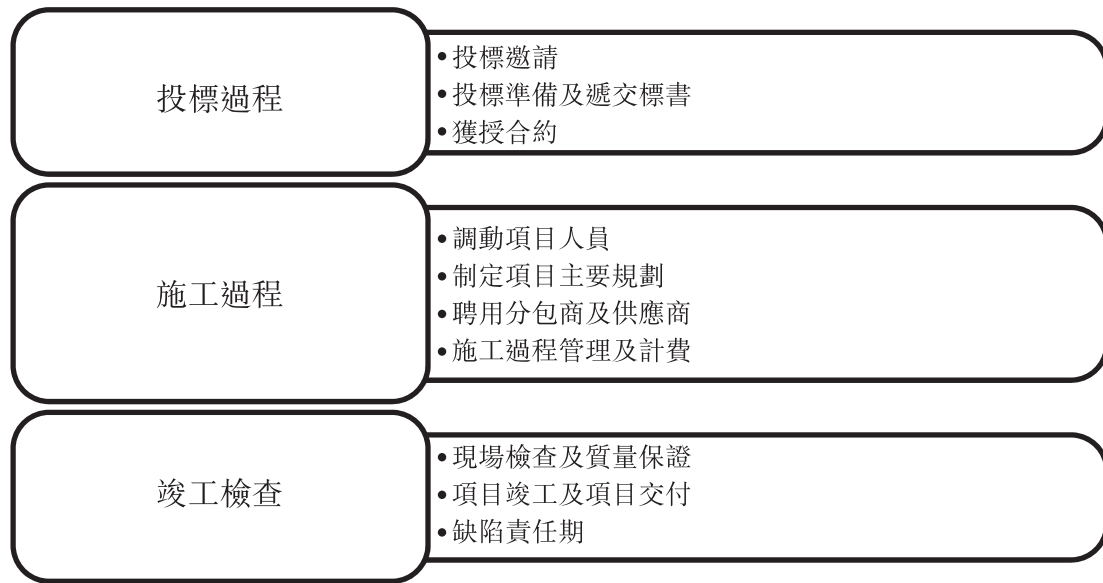 投標過程
• 投標邀請
• 投標準備及遞交標書
• 獲授合約
施工過程
• 調動項目人員
• 制定項目主要規劃
• 聘用分包商及供應商
• 施工過程管理及計費
竣工檢查
• 現場檢查及質量保證
• 項目竣工及項目交付
• 缺陷責任期